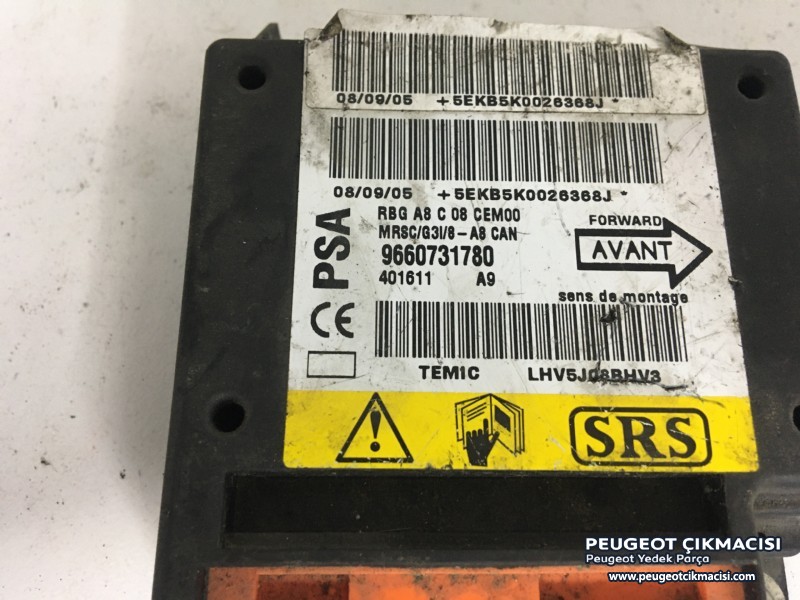 08/09/05 +5EKB5K0026368J *
08/09/05 +5EKB5K0026368J *
PSA
RBG A8 C 08 CEM00
MRSC/G3I/8-A8 CAN
9660731780
401611 A9
FORWARD
AVANT
sens de montage
CE
TEMIC LHV5J08BHV3
SRS
PEUGEOT ÇIKMACISI
Peugeot Yedek Parça
www.peugeotcikmacisi.com